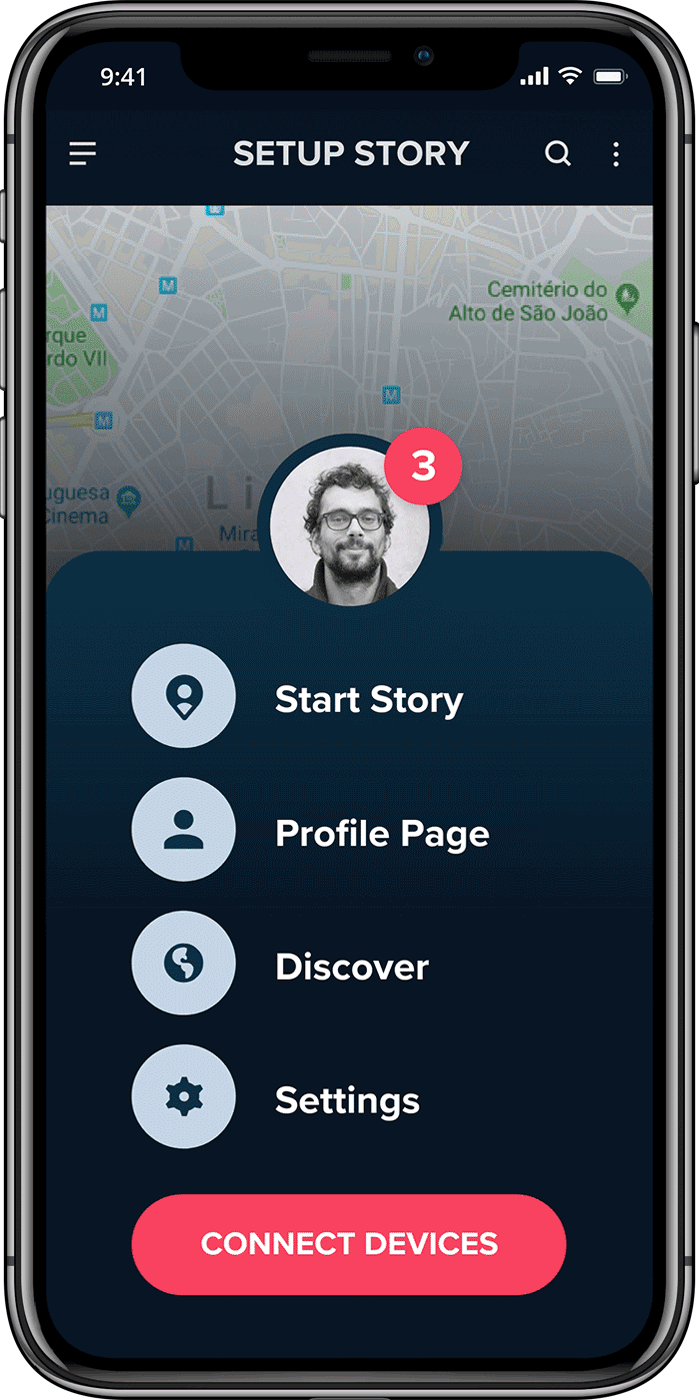 9:41
SETUP STORY
M
M
Cemitério do
Alto de São João
M
rque
rdo VII
M
M
uguesa
Cinema
Li
3
Mira
M
Start Story
Profile Page
Discover
Settings
CONNECT DEVICES